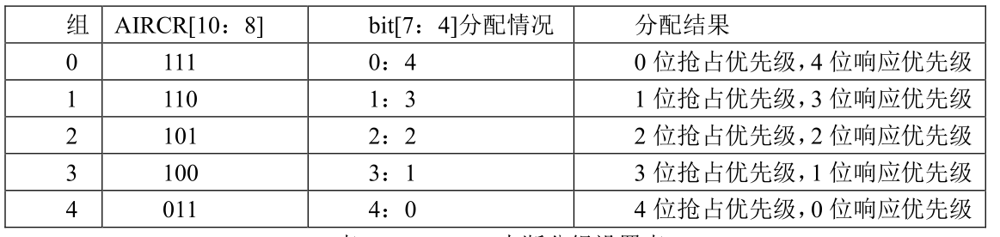 组 AIRCR[10：8] bit[7：4]分配情况 分配结果
0 111 0：4 0 位抢占优先级，4 位响应优先级
1 110 1：3 1 位抢占优先级，3 位响应优先级
2 101 2：2 2 位抢占优先级，2 位响应优先级
3 100 3：1 3 位抢占优先级，1 位响应优先级
4 011 4：0 4 位抢占优先级，0 位响应优先级